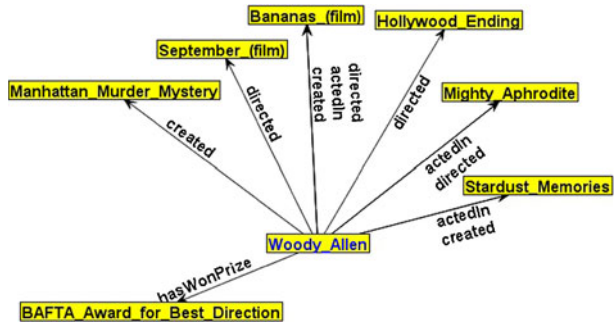 Bananas_(film)
Hollywood_Ending
September_(film)
Manhattan_Murder_Mystery
Mighty_Aphrodite
created
directed
created
actedIn
directed
directed
actedIn
directed
Stardust_Memories
actedIn
created
Woody_Allen
hasWonPrize
BAFTA_Award_for_Best_Direction